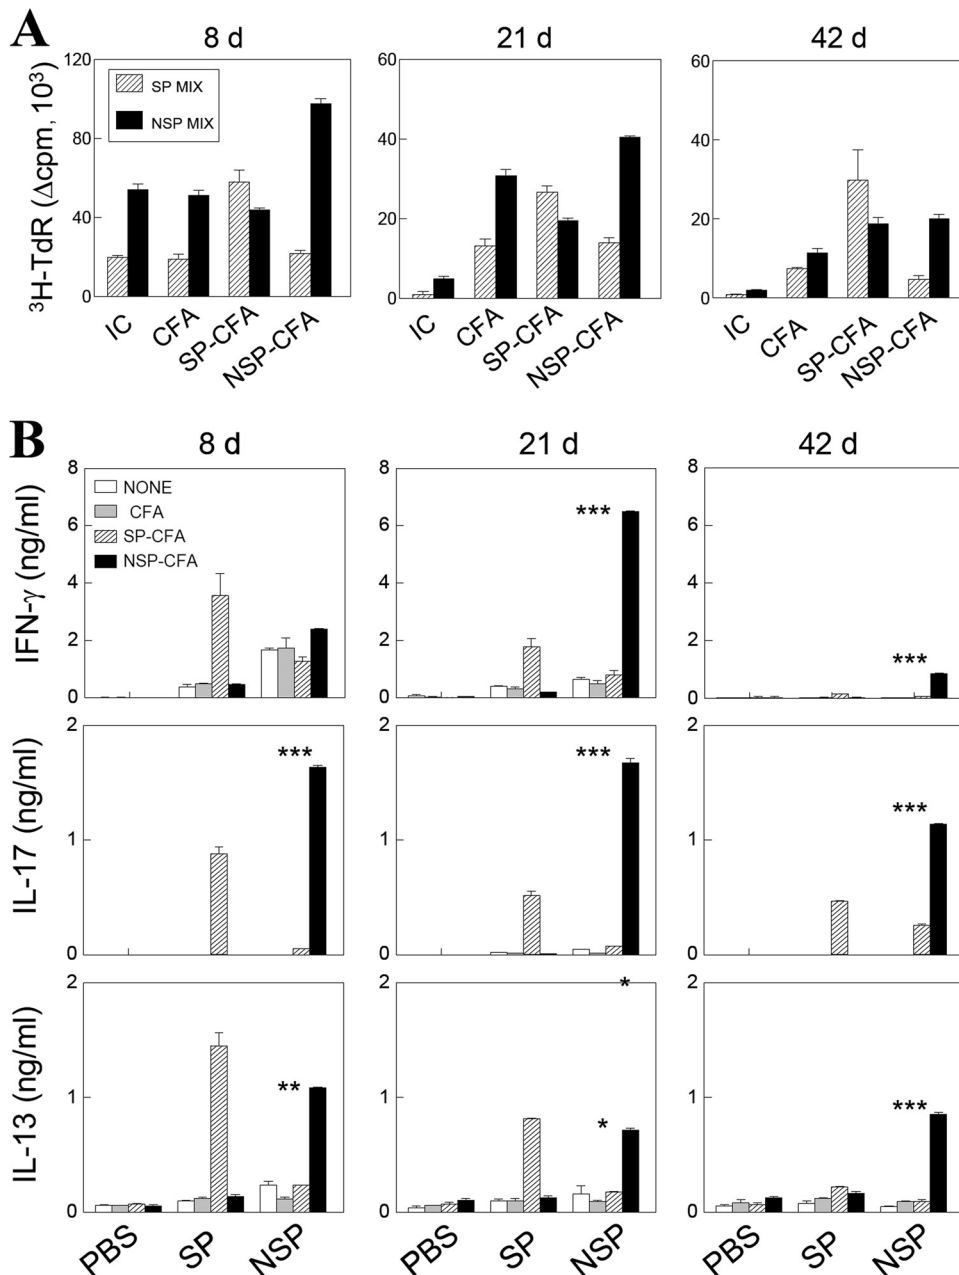 A
8 d
21 d
42 d
³H-TdR (Δcpm, 10³)
120
80
40
0
SP MIX
NSP MIX
IC
CFA
SP-CFA
NSP-CFA
60
40
20
0
IC
CFA
SP-CFA
NSP-CFA
60
40
20
0
IC
CFA
SP-CFA
NSP-CFA
B
8 d
21 d
42 d
IFN-γ (ng/ml)
8
6
4
2
0
NONE
CFA
SP-CFA
NSP-CFA
8
6
4
2
0
***
8
6
4
2
0
***
IL-17 (ng/ml)
2
1
0
***
2
1
0
***
2
1
0
***
IL-13 (ng/ml)
2
1
0
**
2
1
0
*
*
2
1
0
***
PBS
SP
NSP
PBS
SP
NSP
PBS
SP
NSP